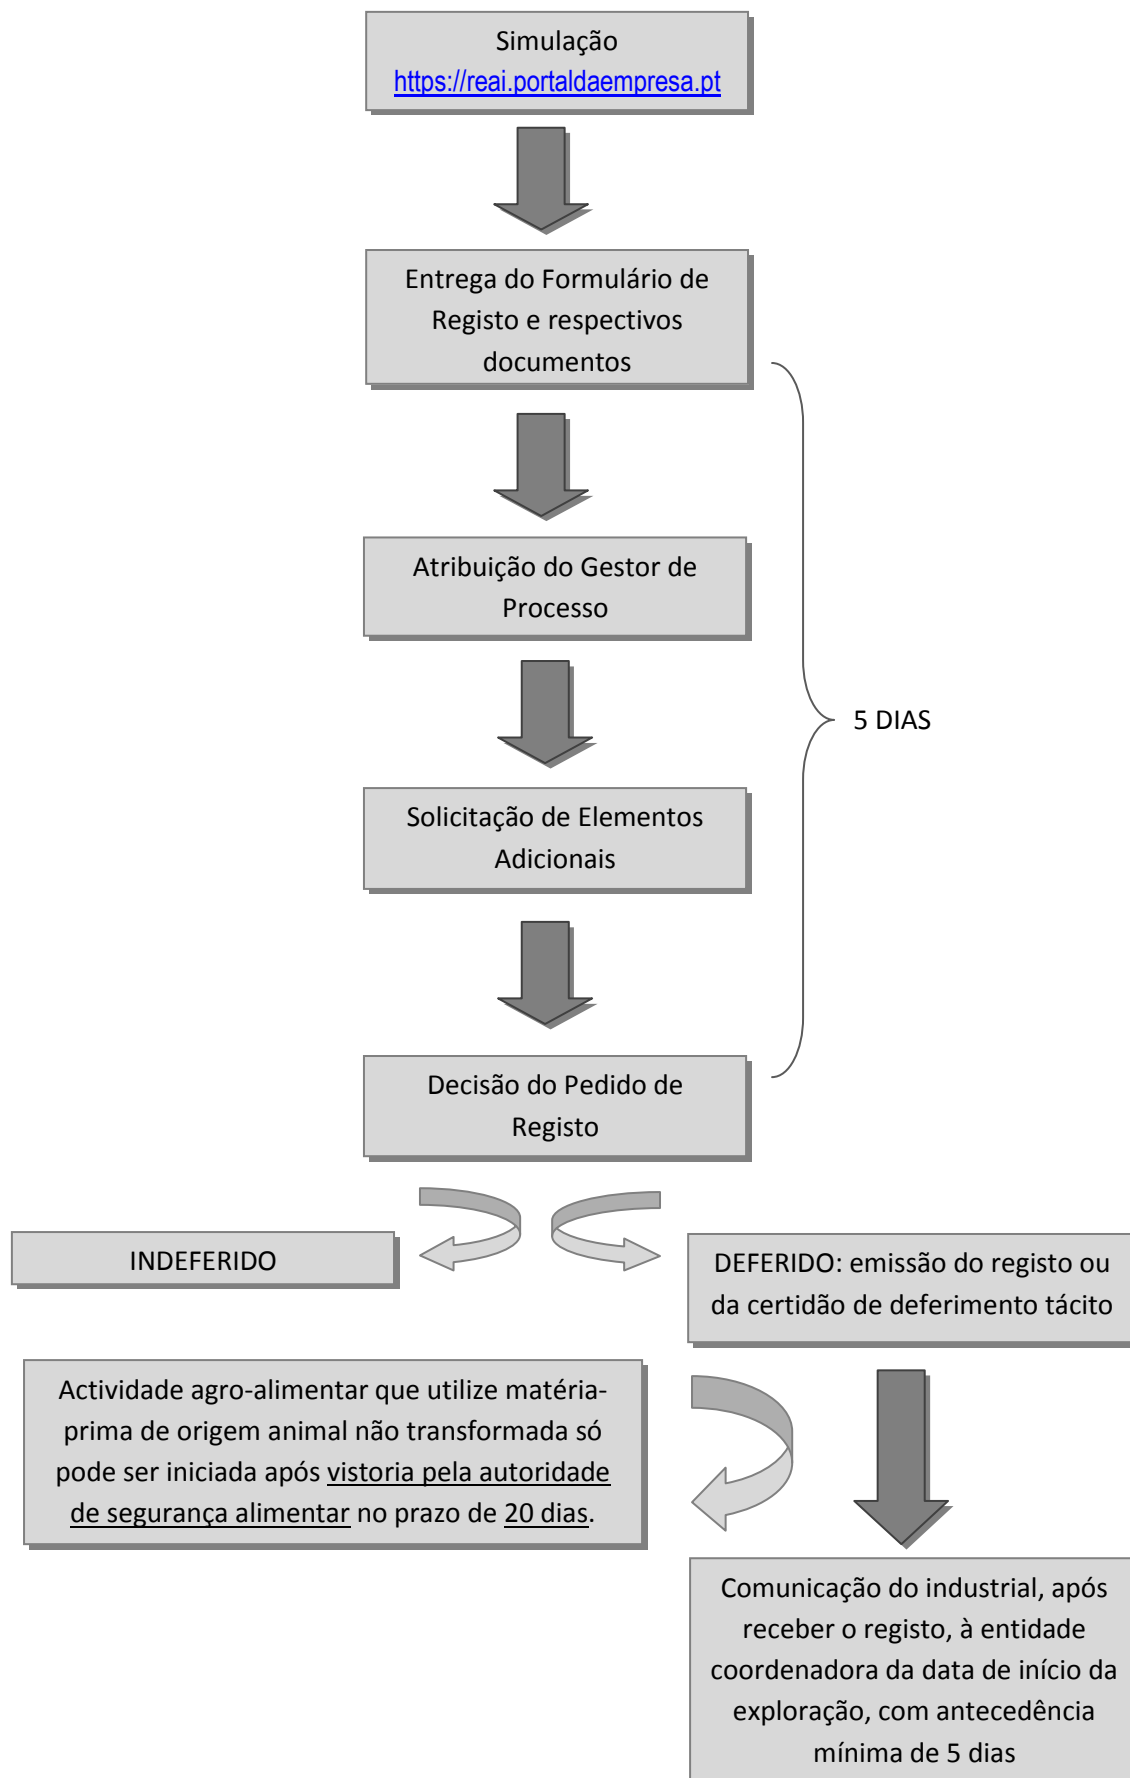 Simulação
https://reai.portaldaempresa.pt
Entrega do Formulário de
Registo e respectivos
documentos
Atribuição do Gestor de
Processo
5 DIAS
Solicitação de Elementos
Adicionais
Decisão do Pedido de
Registo
INDEFERIDO
DEFERIDO: emissão do registo ou
da certidão de deferimento tácito
Actividade agro-alimentar que utilize matéria-
prima de origem animal não transformada só
pode ser iniciada após vistoria pela autoridade
de segurança alimentar no prazo de 20 dias.
Comunicação do industrial, após
receber o registo, à entidade
coordenadora da data de início da
exploração, com antecedência
mínima de 5 dias